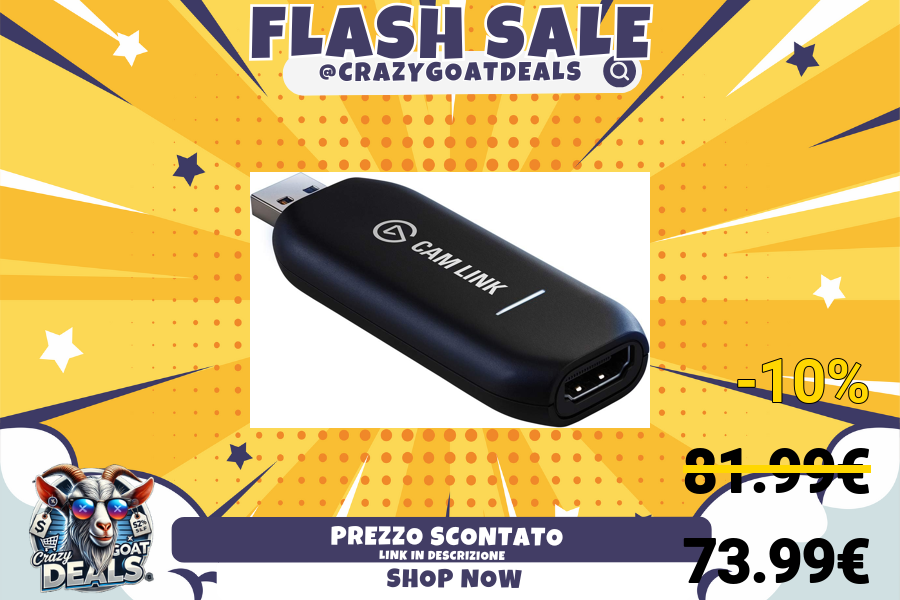 FLASH SALE
@CRAZYGOATDEALS
CAM LINK
-10%
81.99€
73.99€
PREZZO SCONTATO
LINK IN DESCRIZIONE
SHOP NOW
$
52%
Crazy
GOAT
DEALS